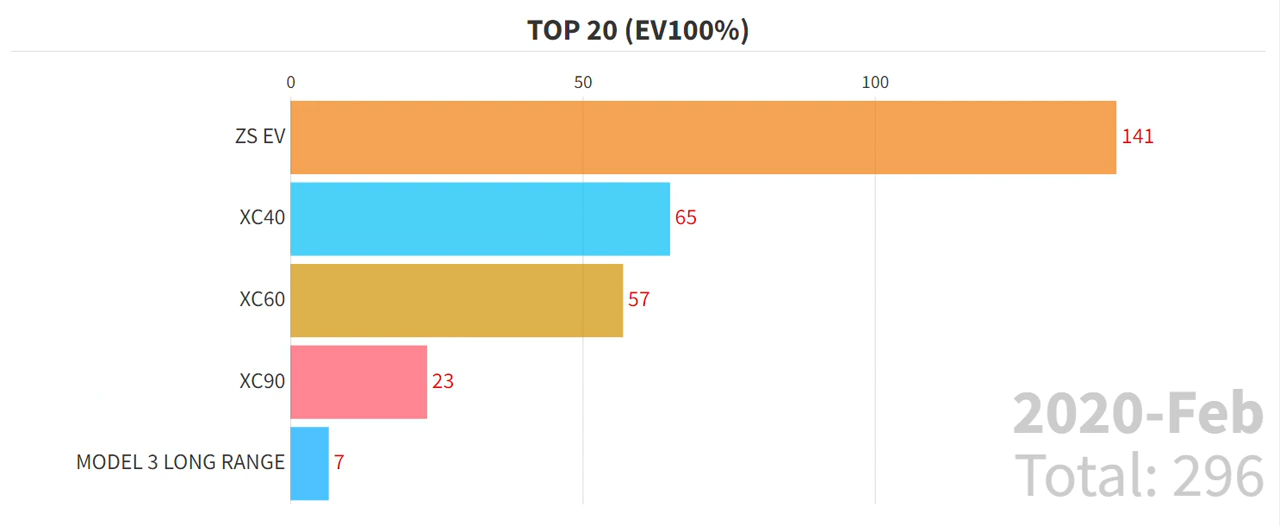 TOP 20 (EV100%)
0 50 100
ZS EV 141
XC40 65
XC60 57
XC90 23
MODEL 3 LONG RANGE 7
2020-Feb
Total: 296